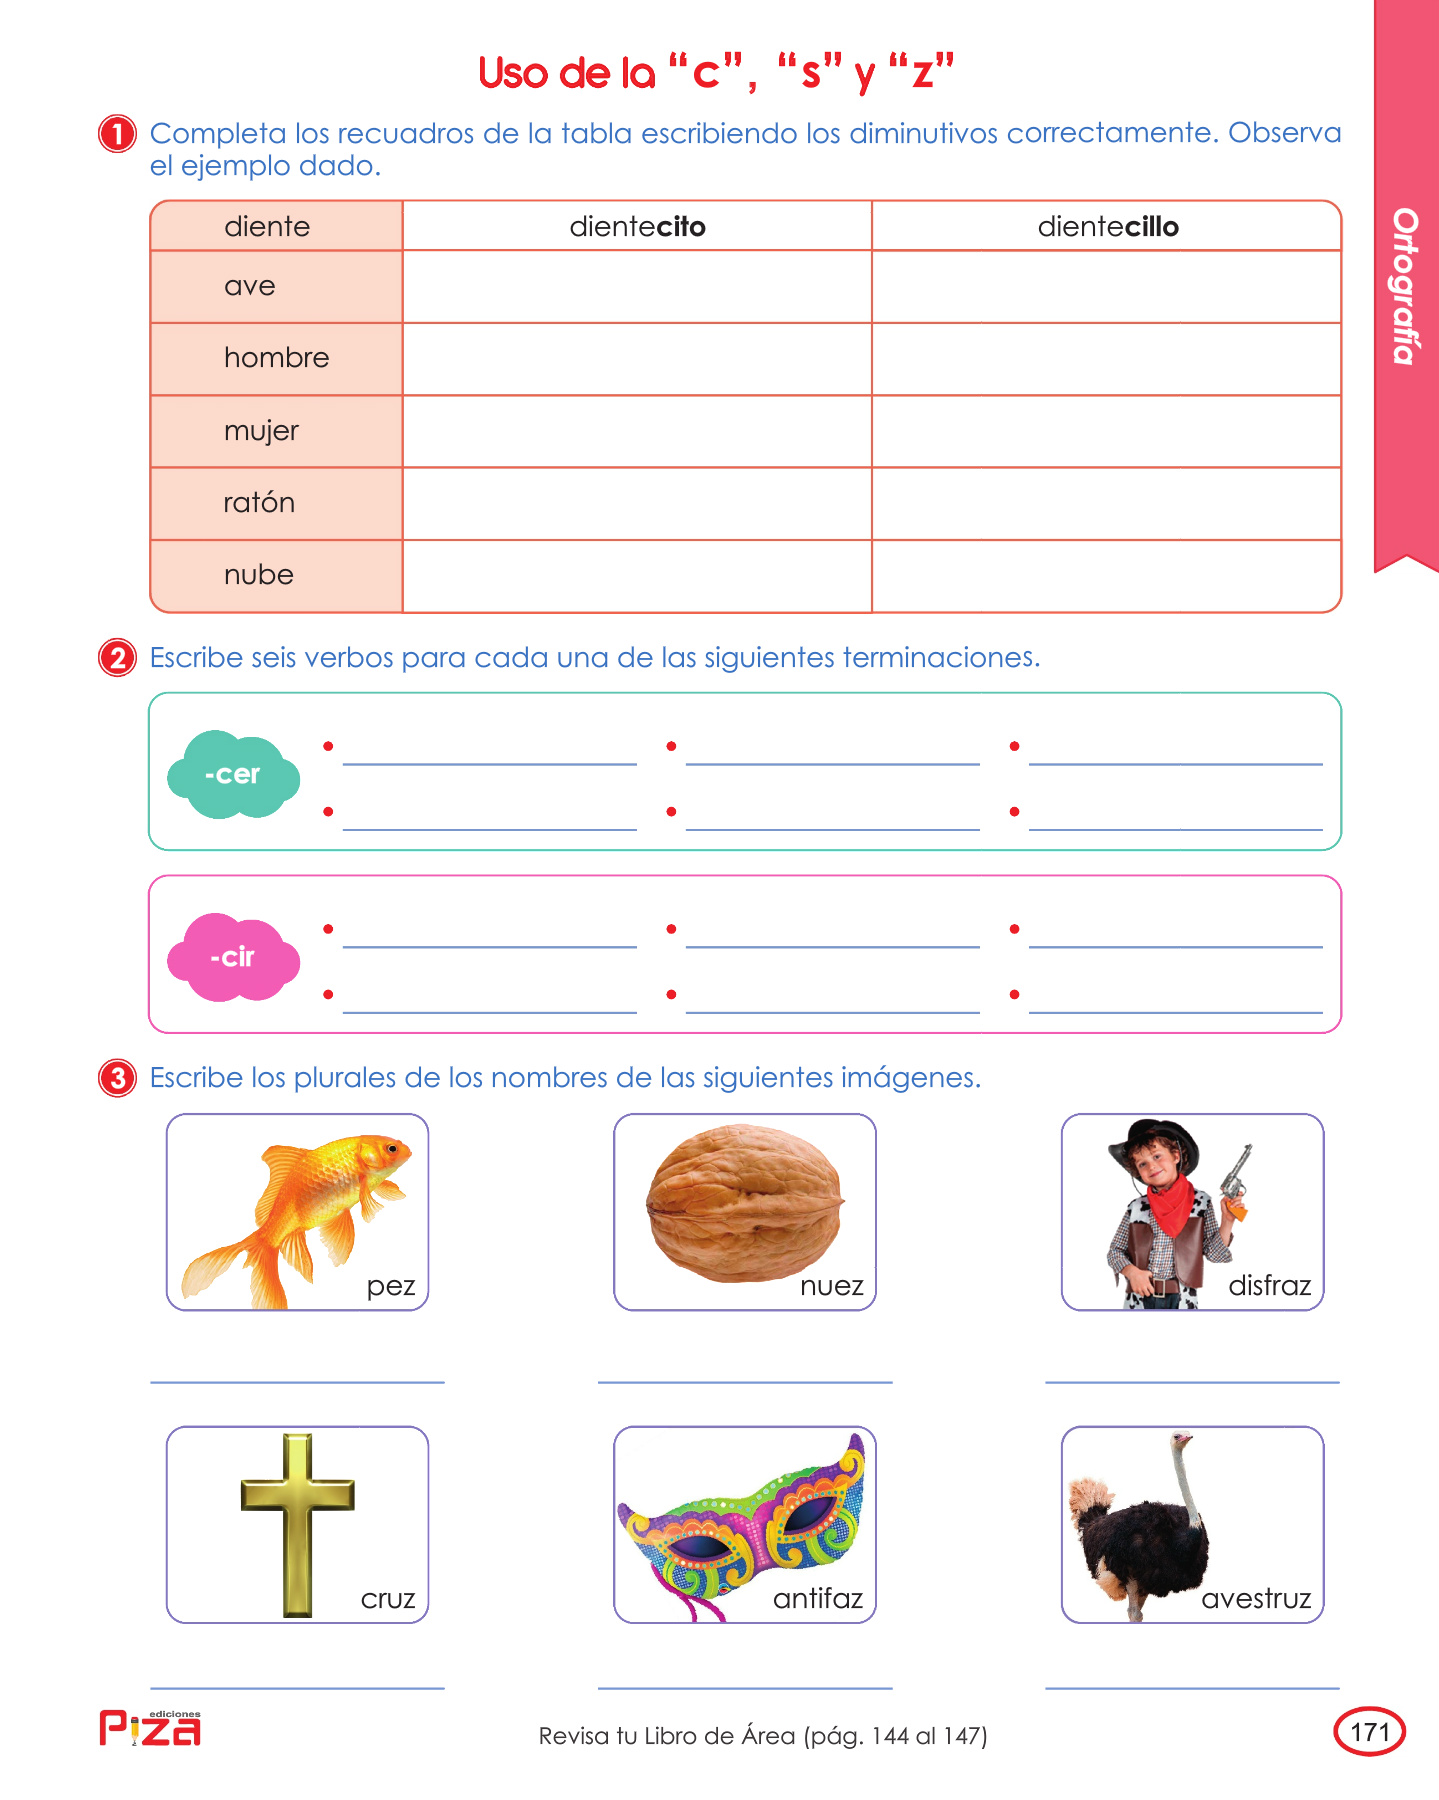 Uso de la “c”, “s” y “z”
1 Completa los recuadros de la tabla escribiendo los diminutivos correctamente. Observa
el ejemplo dado.
diente dientecito dientecillo
ave
hombre
mujer
ratón
nube
Ortografía
2 Escribe seis verbos para cada una de las siguientes terminaciones.
-cer
-cir
3 Escribe los plurales de los nombres de las siguientes imágenes.
pez nuez disfraz
cruz antifaz avestruz
ediciones
Piza
Revisa tu Libro de Área (pág. 144 al 147)
171